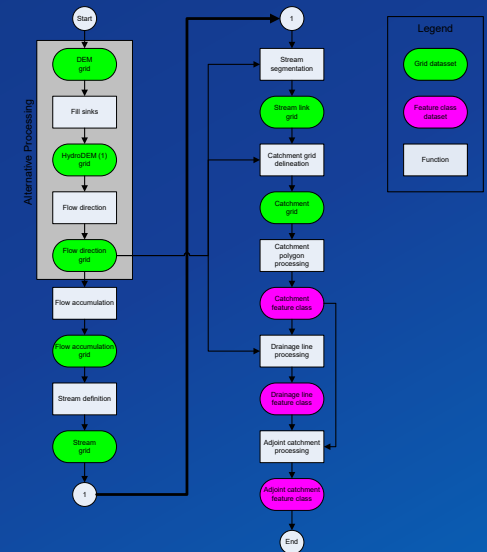 Start
Alternative Processing
DEM
grid
Fill sinks
HydroDEM (1)
grid
Flow direction
Flow direction
grid
Flow accumulation
Flow accumulation
grid
Stream definition
Stream
grid
1
1
Stream
segmentation
Stream link
grid
Catchment grid
delineation
Catchment
grid
Catchment
polygon
processing
Catchment
feature class
Drainage line
processing
Drainage line
feature class
Adjoint catchment
processing
Adjoint catchment
feature class
End
Legend
Grid dataset
Feature class
dataset
Function